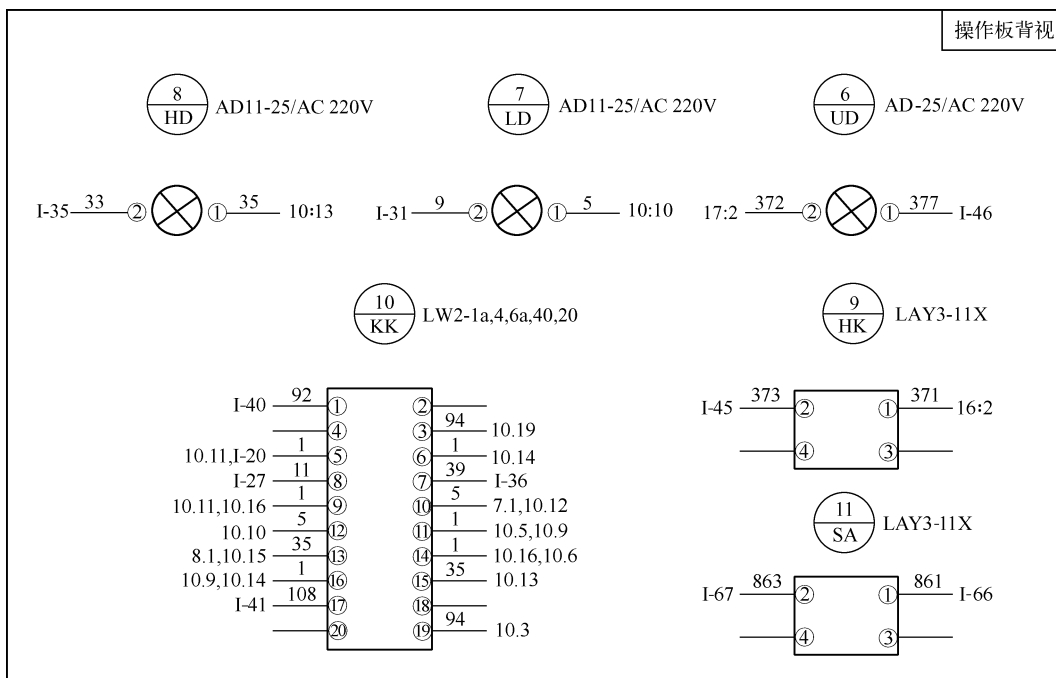 操作板背视
8
HD
AD11-25/AC 220V
7
LD
AD11-25/AC 220V
6
UD
AD-25/AC 220V
I-35 33 ② ① 35 10:13
I-31 9 ② ① 5 10:10
17:2 372 ② ① 377 I-46
10
KK
LW2-1a,4,6a,40,20
9
HK
LAY3-11X
I-40 92 ① ②
④ ③ 94 10.19
10.11,I-20 1 ⑤ ⑥ 1 10.14
I-27 11 ⑧ ⑦ 39 I-36
10.11,10.16 1 ⑨ ⑩ 5 7.1,10.12
10.10 5 ⑫ ⑪ 1 10.5,10.9
8.1,10.15 35 ⑬ ⑭ 1 10.16,10.6
10.9,10.14 1 ⑯ ⑮ 35 10.13
I-41 108 ⑰ ⑱
⑳ ⑲ 94 10.3
I-45 373 ② ① 371 16:2
④ ③
11
SA
LAY3-11X
I-67 863 ② ① 861 I-66
④ ③